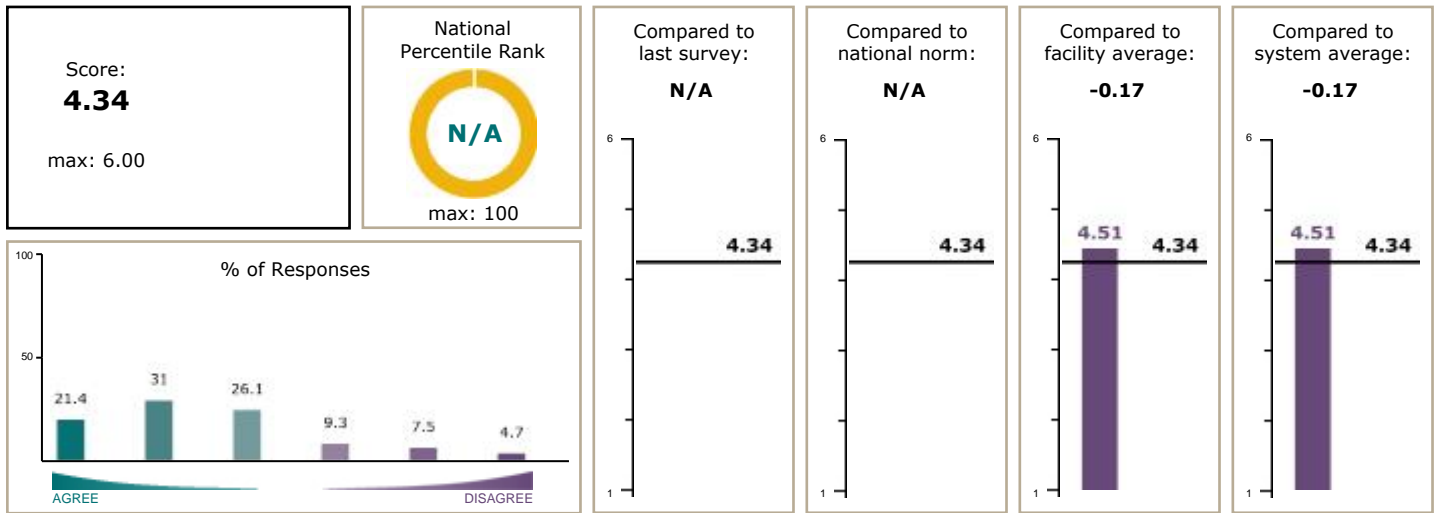 Score:
4.34
max: 6.00
National
Percentile Rank
N/A
max: 100
% of Responses
100
50
21.4
31
26.1
9.3
7.5
4.7
AGREE
DISAGREE
Compared to
last survey:
N/A
6
4.34
1
Compared to
national norm:
N/A
6
4.34
1
Compared to
facility average:
-0.17
6
4.51
4.34
1
Compared to
system average:
-0.17
6
4.51
4.34
1